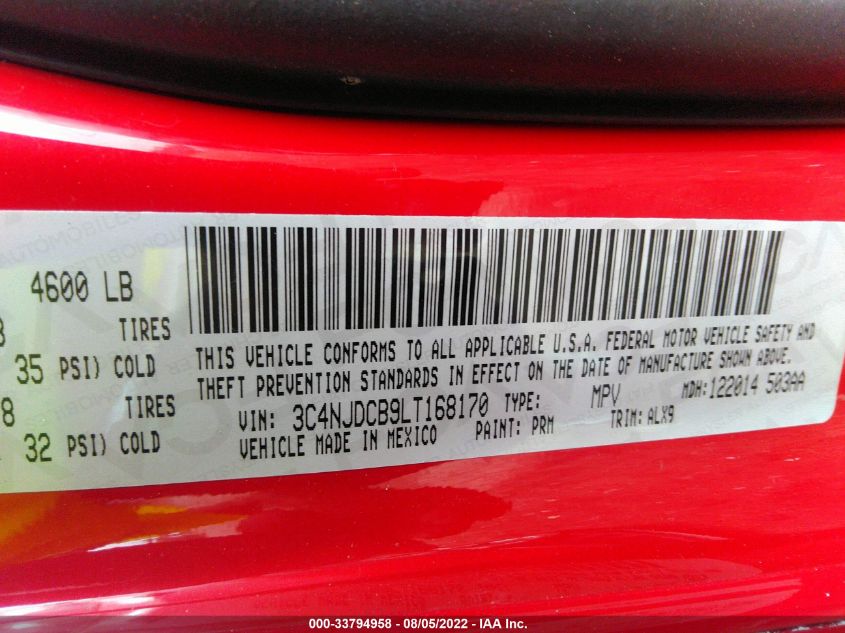 4600 LB
TIRES
35 PSI) COLD
8 TIRES
32 PSI) COLD
THIS VEHICLE CONFORMS TO ALL APPLICABLE U.S.A. FEDERAL MOTOR VEHICLE SAFETY AND
THEFT PREVENTION STANDARDS IN EFFECT ON THE DATE OF MANUFACTURE SHOWN ABOVE.
VIN: 3C4NJDCB9LT168170 TYPE: MPV MDH:122014 503AA
VEHICLE MADE IN MEXICO PAINT: PRM TRIM: ALX9
000-33794958 - 08/05/2022 - IAA Inc.